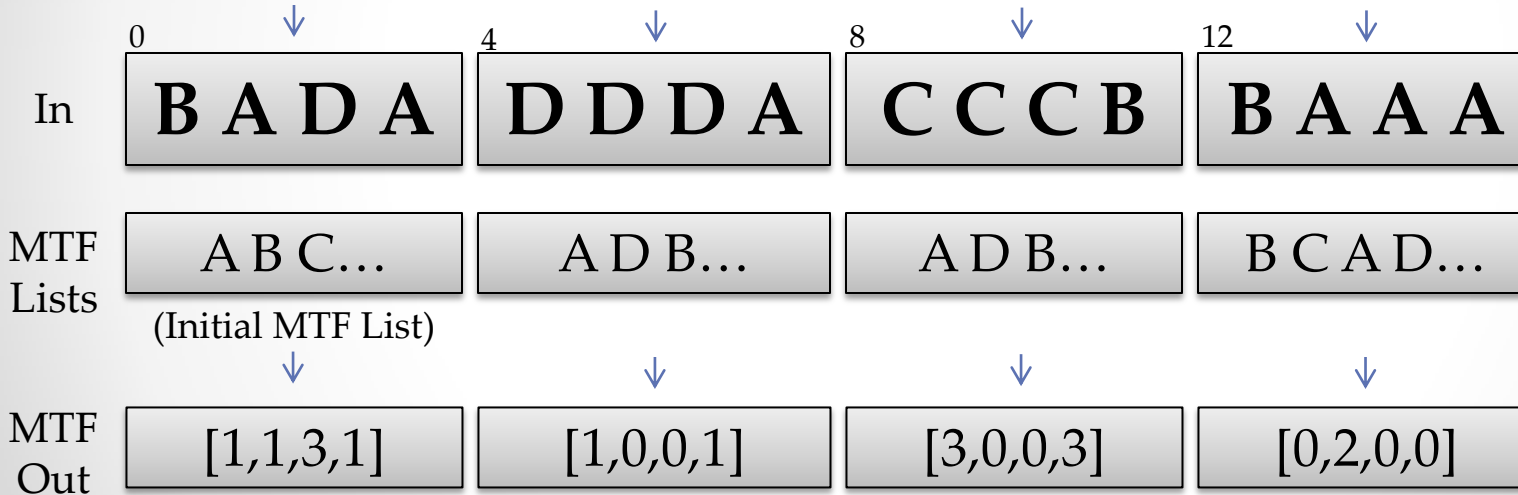 0 4 8 12
In B A D A D D D A C C C B B A A A
MTF Lists A B C… A D B… A D B… B C A D…
(Initial MTF List)
MTF Out [1,1,3,1] [1,0,0,1] [3,0,0,3] [0,2,0,0]